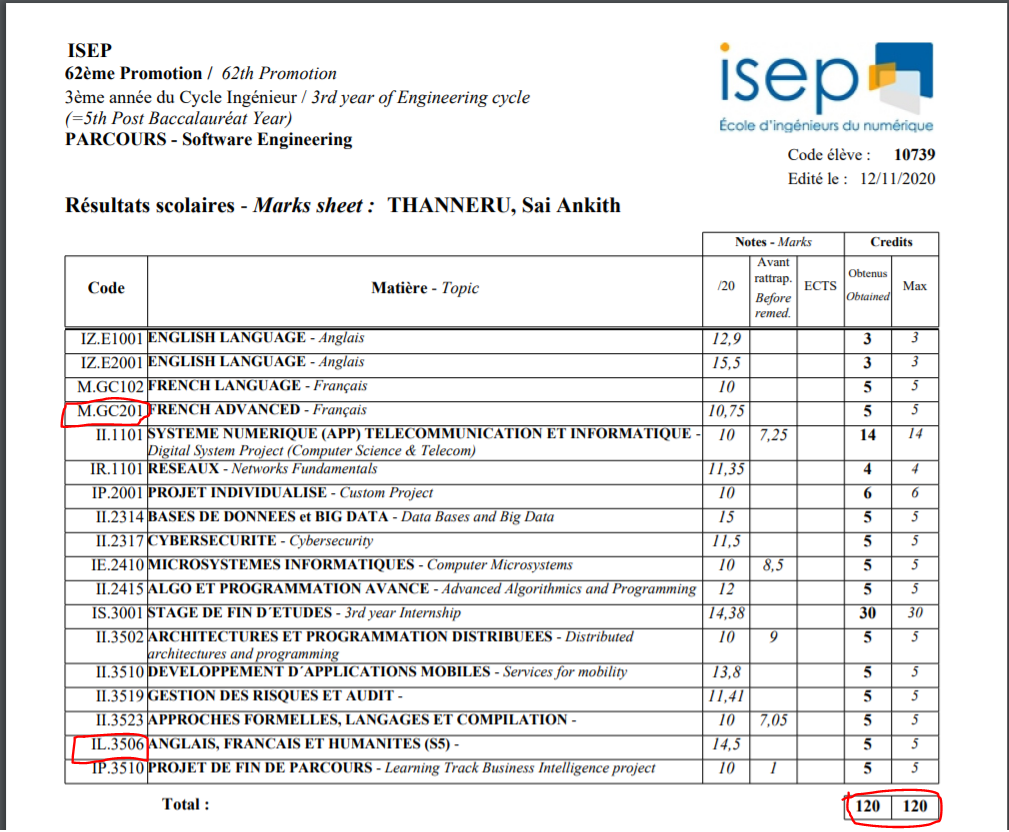 ISEP
62ème Promotion / 62th Promotion
3ème année du Cycle Ingénieur / 3rd year of Engineering cycle
(=5th Post Baccalauréat Year)
PARCOURS - Software Engineering
isep
École d'ingénieurs du numérique
Code élève : 10739
Edité le : 12/11/2020
Résultats scolaires - Marks sheet : THANNERU, Sai Ankith
Notes - Marks Credits
Code Matière - Topic /20 Avant rattrap. Before remed. ECTS Obtenus Obtained Max
IZ.E1001 ENGLISH LANGUAGE - Anglais 12,9 3 3
IZ.E2001 ENGLISH LANGUAGE - Anglais 15,5 3 3
M.GC102 FRENCH LANGUAGE - Français 10 5 5
M.GC201 FRENCH ADVANCED - Français 10,75 5 5
II.1101 SYSTEME NUMERIQUE (APP) TELECOMMUNICATION ET INFORMATIQUE - 10 7,25 14 14
Digital System Project (Computer Science & Telecom)
IR.1101 RESEAUX - Networks Fundamentals 11,35 4 4
IP.2001 PROJET INDIVIDUALISE - Custom Project 10 6 6
II.2314 BASES DE DONNEES et BIG DATA - Data Bases and Big Data 15 5 5
II.2317 CYBERSECURITE - Cybersecurity 11,5 5 5
IE.2410 MICROSYSTEMES INFORMATIQUES - Computer Microsystems 10 8,5 5 5
II.2415 ALGO ET PROGRAMMATION AVANCE - Advanced Algorithmics and Programming 12 5 5
IS.3001 STAGE DE FIN D´ETUDES - 3rd year Internship 14,38 30 30
II.3502 ARCHITECTURES ET PROGRAMMATION DISTRIBUEES - Distributed 10 9 5 5
architectures and programming
II.3510 DEVELOPPEMENT D´APPLICATIONS MOBILES - Services for mobility 13,8 5 5
II.3519 GESTION DES RISQUES ET AUDIT - 11,41 5 5
II.3523 APPROCHES FORMELLES, LANGAGES ET COMPILATION - 10 7,05 5 5
IL.3506 ANGLAIS, FRANCAIS ET HUMANITES (S5) - 14,5 5 5
IP.3510 PROJET DE FIN DE PARCOURS - Learning Track Business Intelligence project 10 1 5 5
Total : 120 120